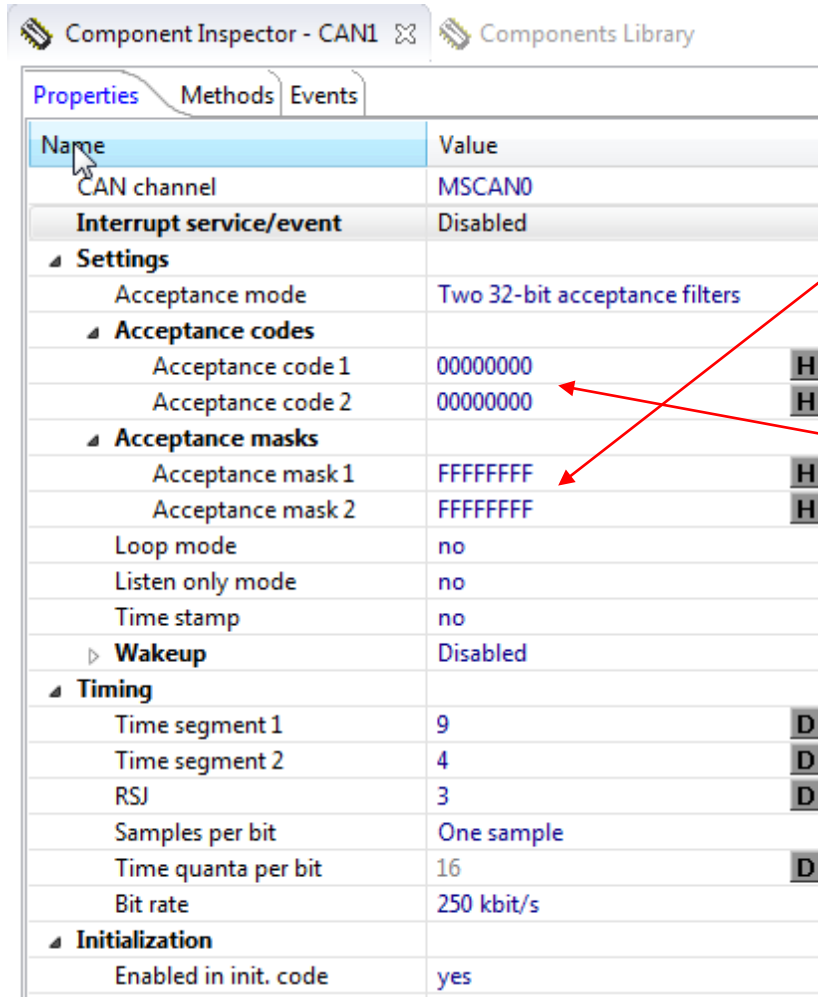 Component Inspector - CAN1 Components Library
Properties Methods Events
Name Value
CAN channel MSCAN0
Interrupt service/event Disabled
Settings
Acceptance mode Two 32-bit acceptance filters
Acceptance codes
Acceptance code 1 00000000 H
Acceptance code 2 00000000 H
Acceptance masks
Acceptance mask 1 FFFFFFFF H
Acceptance mask 2 FFFFFFFF H
Loop mode no
Listen only mode no
Time stamp no
Wakeup Disabled
Timing
Time segment 1 9 D
Time segment 2 4 D
RSJ 3 D
Samples per bit One sample
Time quanta per bit 16 D
Bit rate 250 kbit/s
Initialization
Enabled in init. code yes